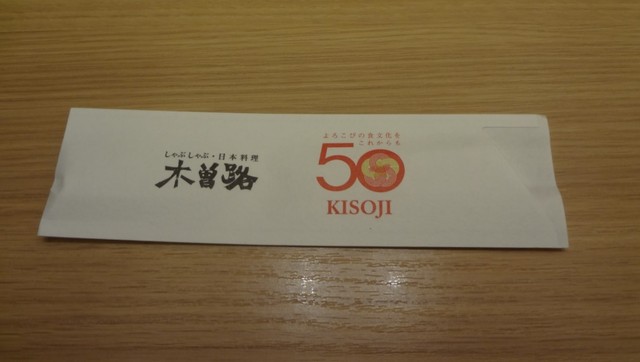 しゃぶしゃぶ・日本料理
木曽路
よろこびの食文化を
これからも
50
KISOJI